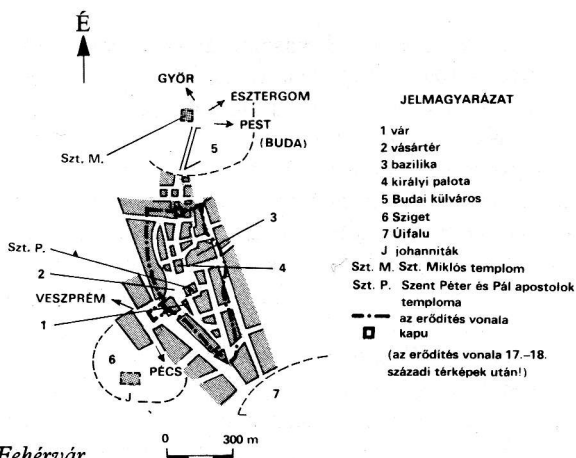 É
GYÖR
ESZTERGOM
PEST
(BUDA)
Szt. M.
5
3
Szt. P.
4
2
VESZPRÉM
1
6
PÉCS
J
7
Fehérvár
0 300 m
JELMAGYARÁZAT
1 vár
2 vásártér
3 bazilika
4 királyi palota
5 Budai külváros
6 Sziget
7 Újfalu
J johanniták
Szt. M. Szt. Miklós templom
Szt. P. Szent Péter és Pál apostolok
temploma
az erődítés vonala
kapu
(az erődítés vonala 17.–18.
századi térképek után!)